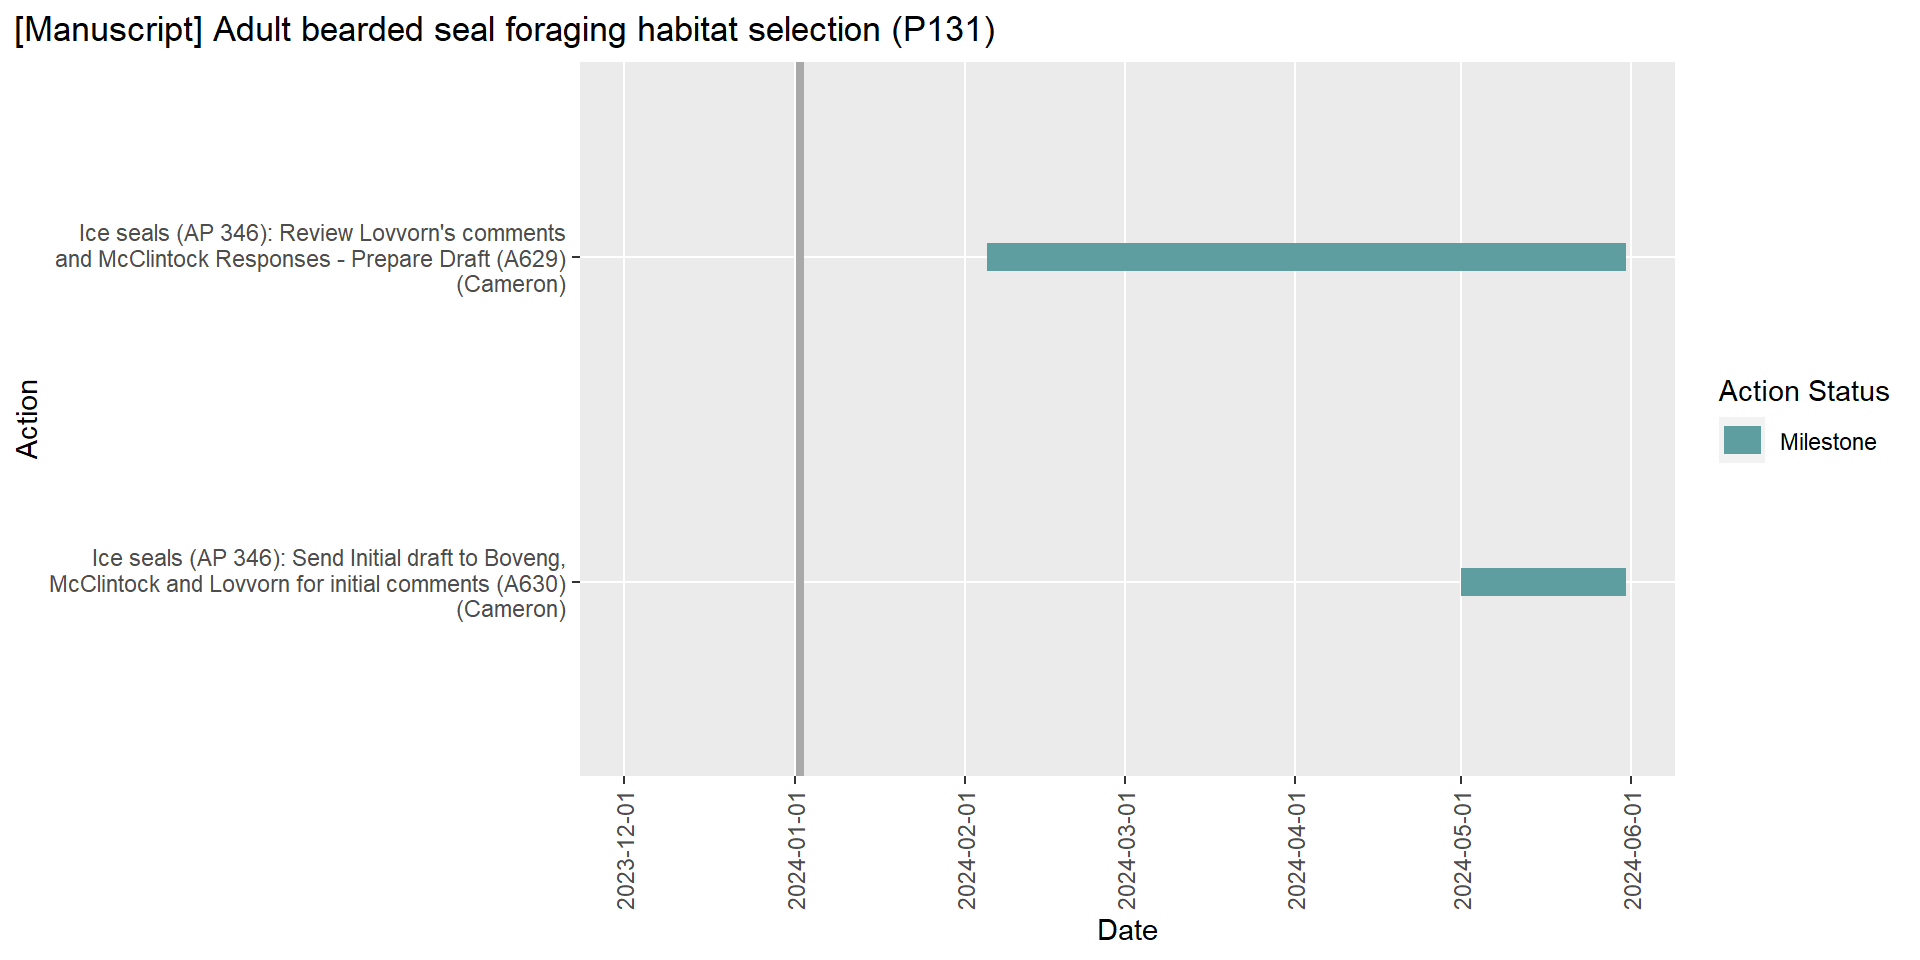 [Manuscript] Adult bearded seal foraging habitat selection (P131)
Ice seals (AP 346): Review Lovvorn's comments
and McClintock Responses - Prepare Draft (A629)
(Cameron)
Ice seals (AP 346): Send Initial draft to Boveng,
McClintock and Lovvorn for initial comments (A630)
(Cameron)
Action
2023-12-01
2024-01-01
2024-02-01
2024-03-01
2024-04-01
2024-05-01
2024-06-01
Date
Action Status
Milestone